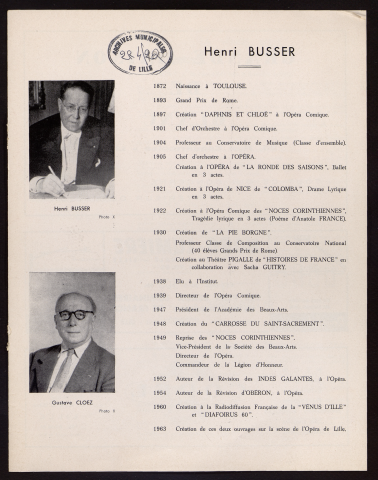 ARCHIVES MUNICIPALES
DE LILLE
Henri BUSSER
1872 Naissance à TOULOUSE.
1893 Grand Prix de Rome.
1897 Création "DAPHNIS ET CHLOÉ" à l'Opéra Comique.
1901 Chef d'Orchestre à l'Opéra Comique.
1904 Professeur au Conservatoire de Musique (Classe d'ensemble).
1905 Chef d'orchestre à l'OPÉRA.
Création à l'OPÉRA de "LA RONDE DES SAISONS", Ballet
en 3 actes.
1921 Création à l'Opéra de NICE de "COLOMBA", Drame Lyrique
en 3 actes.
Henri BUSSER
Photo X
1922 Création à l'Opéra Comique des "NOCES CORINTHIENNES",
Tragédie lyrique en 3 actes (Poème d'Anatole FRANCE).
1930 Création de "LA PIE BORGNE".
Professeur Classe de Composition au Conservatoire National
(40 élèves Grands Prix de Rome).
Création au Théâtre PIGALLE de "HISTOIRES DE FRANCE" en
collaboration avec Sacha GUITRY.
1938 Elu à l'Institut.
1939 Directeur de l'Opéra Comique.
1947 Président de l'Académie des Beaux-Arts.
1948 Création du "CARROSSE DU SAINT-SACREMENT".
1949 Reprise des "NOCES CORINTHIENNES".
Vice-Président de la Société des Beaux-Arts.
Directeur de l'Opéra.
Commandeur de la Légion d'Honneur.
1952 Auteur de la Révision des INDES GALANTES, à l'Opéra.
1954 Auteur de la Révision d'OBERON, à l'Opéra.
Gustave CLOEZ
Photo X
1960 Création à la Radiodiffusion Française de la "VENUS D'ILLE"
et "DIAFOIRUS 60".
1963 Création de ces deux ouvrages sur la scène de l'Opéra de Lille.